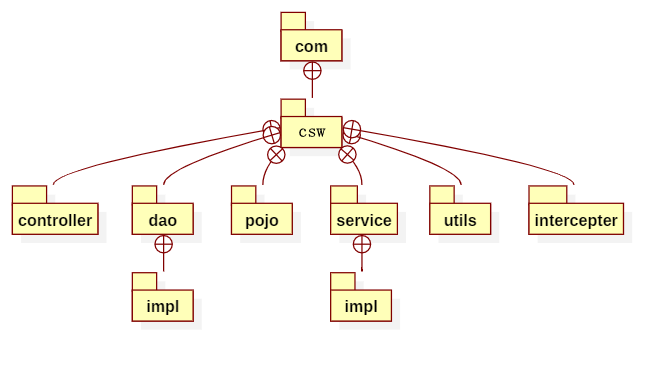 com
csw
controller
dao
pojo
service
utils
intercepter
impl
impl